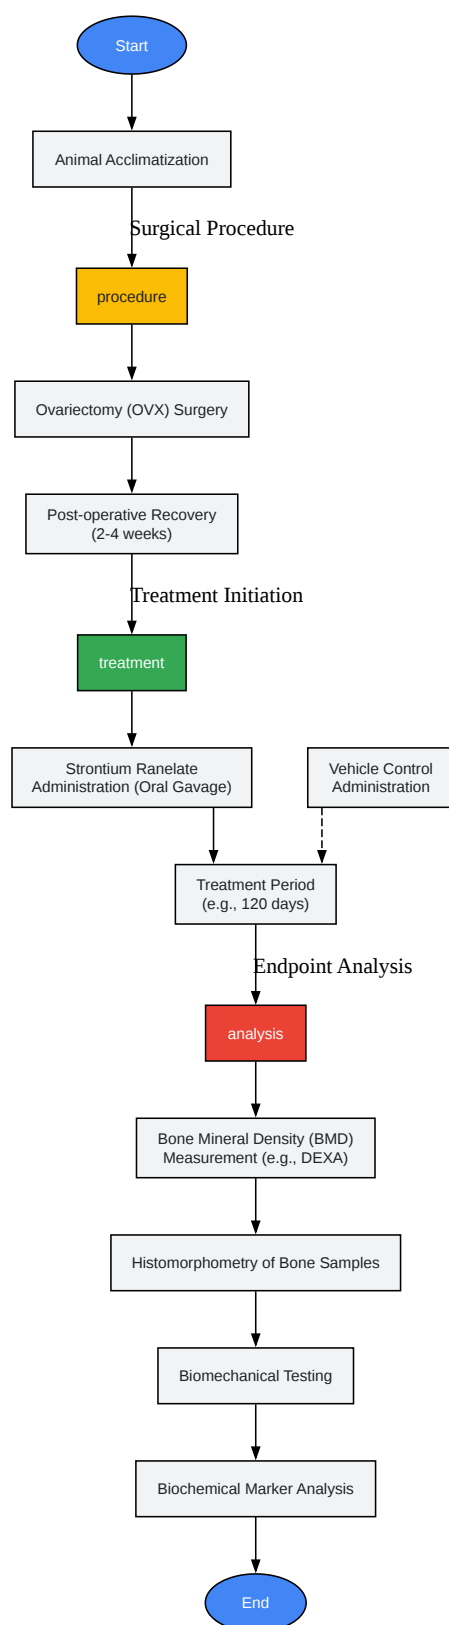 Start
Animal Acclimatization
Surgical Procedure
procedure
Ovariectomy (OVX) Surgery
Post-operative Recovery
(2-4 weeks)
Treatment Initiation
treatment
Strontium Ranelate
Administration (Oral Gavage)
Vehicle Control
Administration
Treatment Period
(e.g., 120 days)
Endpoint Analysis
analysis
Bone Mineral Density (BMD)
Measurement (e.g., DEXA)
Histomorphometry of Bone Samples
Biomechanical Testing
Biochemical Marker Analysis
End